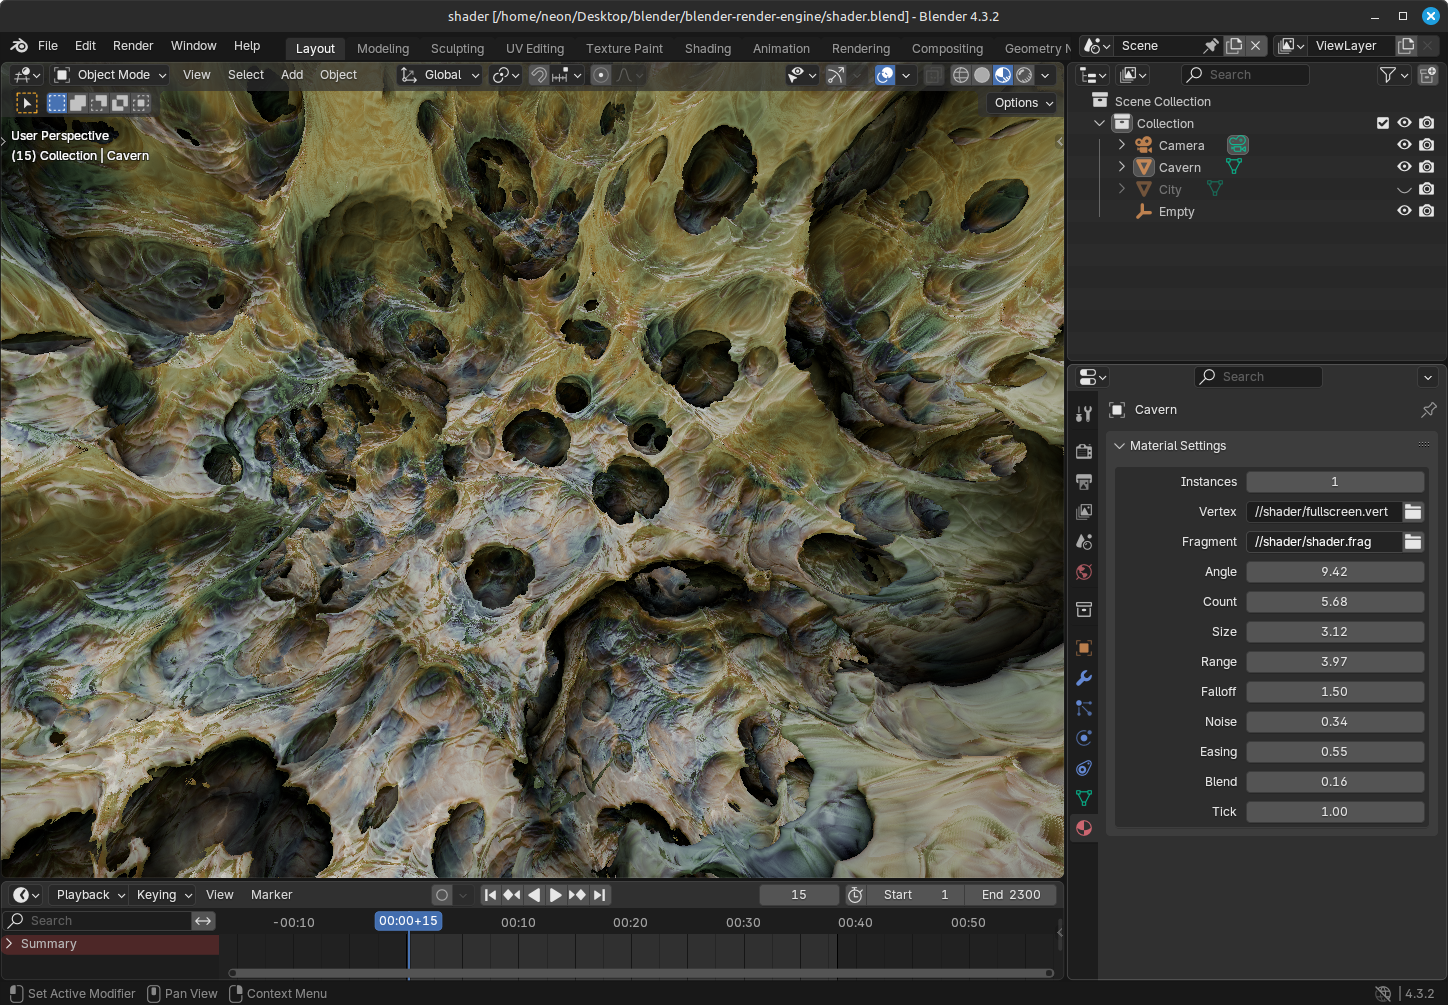 shader [/home/neon/Desktop/blender/blender-render-engine/shader.blend] - Blender 4.3.2
File Edit Render Window Help Layout Modeling Sculpting UV Editing Texture Paint Shading Animation Rendering Compositing Geometry N Scene ViewLayer
Object Mode View Select Add Object Global Search
Options
User Perspective
(15) Collection | Cavern
Scene Collection
Collection
Camera
Cavern
City
Empty
Search
Cavern
Material Settings
Instances 1
Vertex //shader/fullscreen.vert
Fragment //shader/shader.frag
Angle 9.42
Count 5.68
Size 3.12
Range 3.97
Falloff 1.50
Noise 0.34
Easing 0.55
Blend 0.16
Tick 1.00
Playback Keying View Marker 15 Start 1 End 2300
Search -00:10 00:00+15 00:10 00:20 00:30 00:40 00:50
Summary
Set Active Modifier Pan View Context Menu 4.3.2